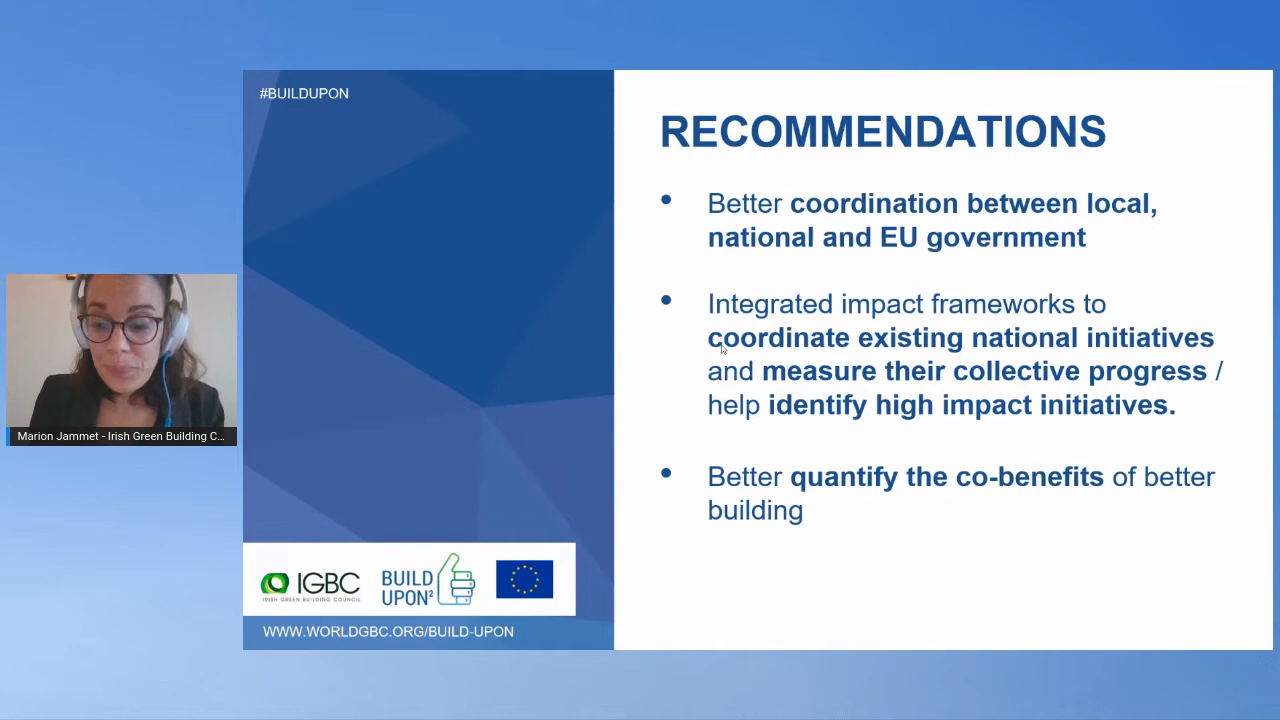 #BUILDUPON
RECOMMENDATIONS
• Better coordination between local,
national and EU government
• Integrated impact frameworks to
coordinate existing national initiatives
and measure their collective progress /
help identify high impact initiatives.
• Better quantify the co-benefits of better
building
Marion Jammet - Irish Green Building C...
IGBC
IRISH GREEN BUILDING COUNCIL
BUILD
UPON²
WWW.WORLDGBC.ORG/BUILD-UPON